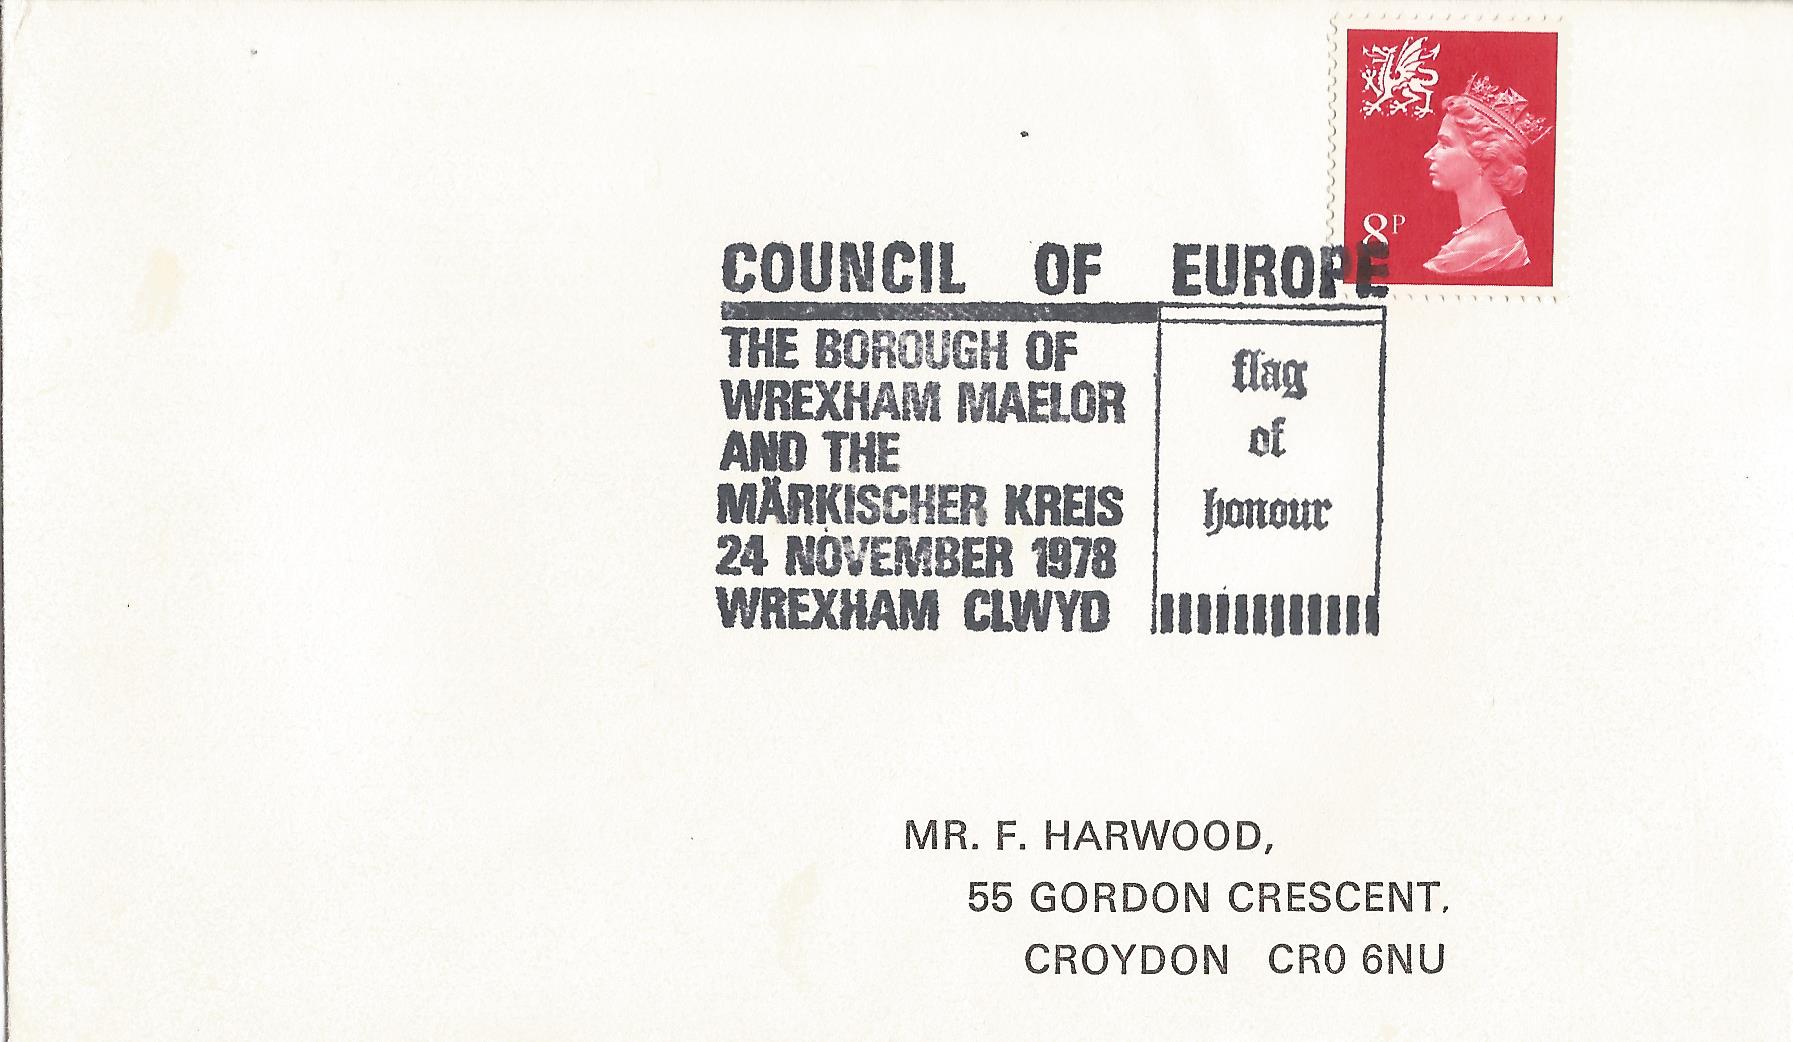 8P
COUNCIL OF EUROPE
THE BOROUGH OF
WREXHAM MAELOR
AND THE
MÄRKISCHER KREIS
24 NOVEMBER 1978
WREXHAM CLWYD
flag
of
honour
MR. F. HARWOOD,
55 GORDON CRESCENT,
CROYDON CR0 6NU